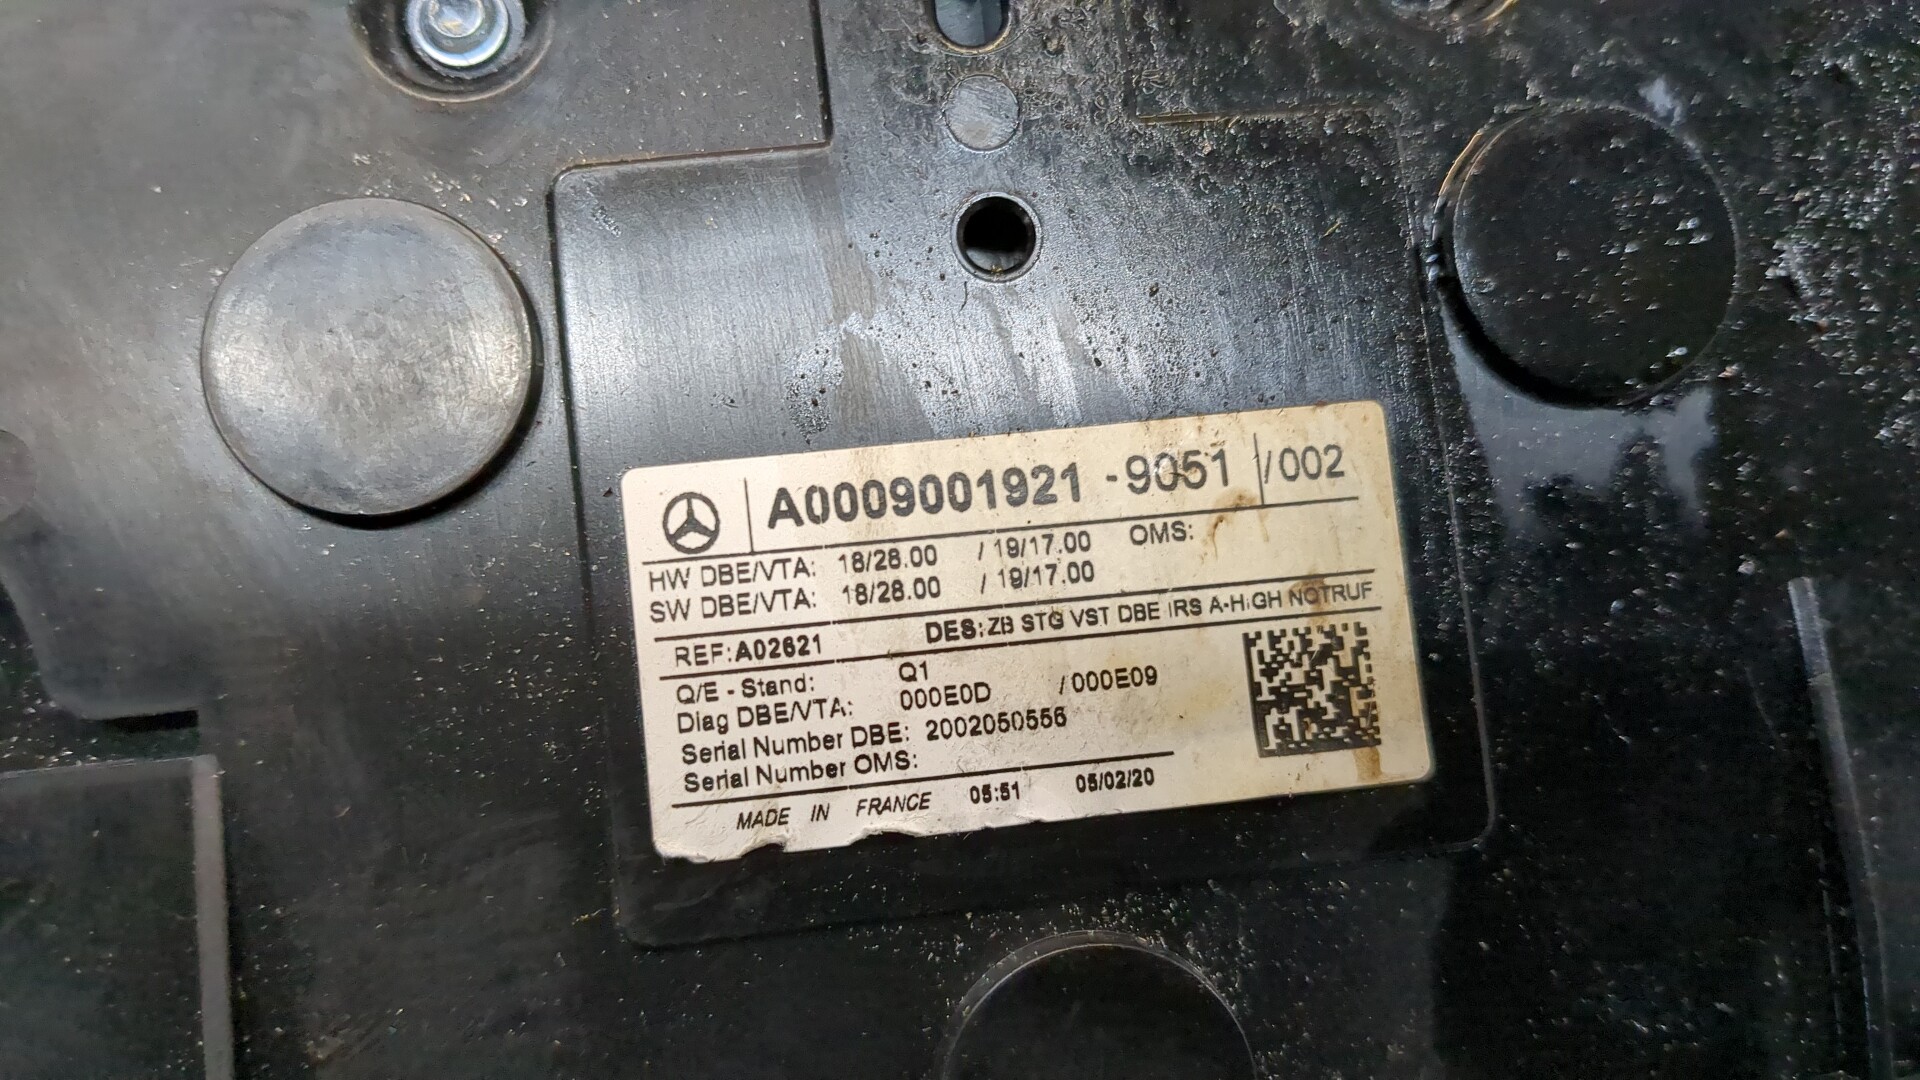 A0009001921 -9051 /002
HW DBE/VTA: 18/28.00 / 19/17.00 OMS:
SW DBE/VTA: 18/28.00 / 19/17.00
REF:A02621 DES:ZB STG VST DBE IRS A-HIGH NOTRUF
Q/E - Stand: Q1
Diag DBE/VTA: 000E0D /000E09
Serial Number DBE: 2002050556
Serial Number OMS:
MADE IN FRANCE 05:51 05/02/20